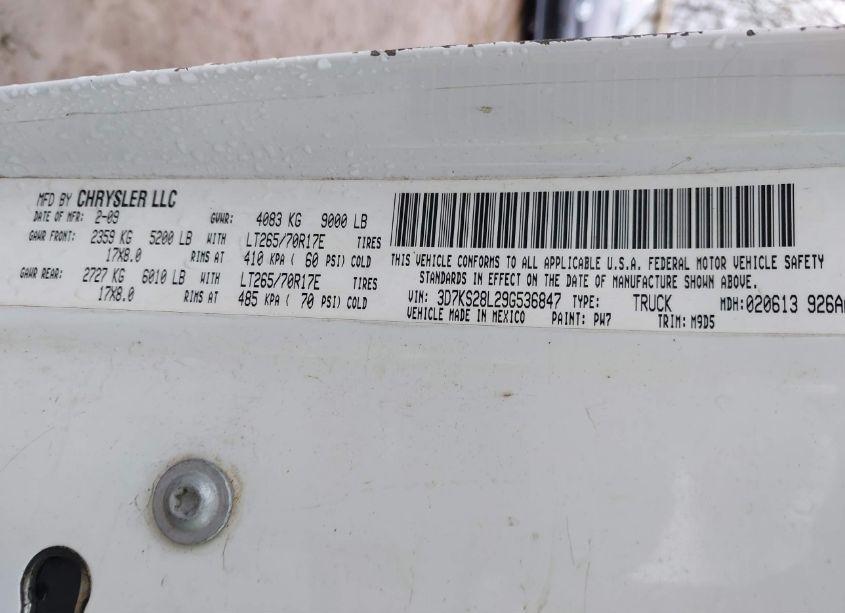 MFD BY CHRYSLER LLC
DATE OF MFR: 2-09 GVWR: 4083 KG 9000 LB
GAWR FRONT: 2359 KG 5200 LB WITH LT265/70R17E TIRES
17X8.0 RIMS AT 410 KPA ( 60 PSI) COLD
GAWR REAR: 2727 KG 6010 LB WITH LT265/70R17E TIRES
17X8.0 RIMS AT 485 KPA ( 70 PSI) COLD
THIS VEHICLE CONFORMS TO ALL APPLICABLE U.S.A. FEDERAL MOTOR VEHICLE SAFETY
STANDARDS IN EFFECT ON THE DATE OF MANUFACTURE SHOWN ABOVE.
VIN: 3D7KS28L29G536847 TYPE: TRUCK MDH:020613 926A
VEHICLE MADE IN MEXICO PAINT: PW7 TRIM: M9D5